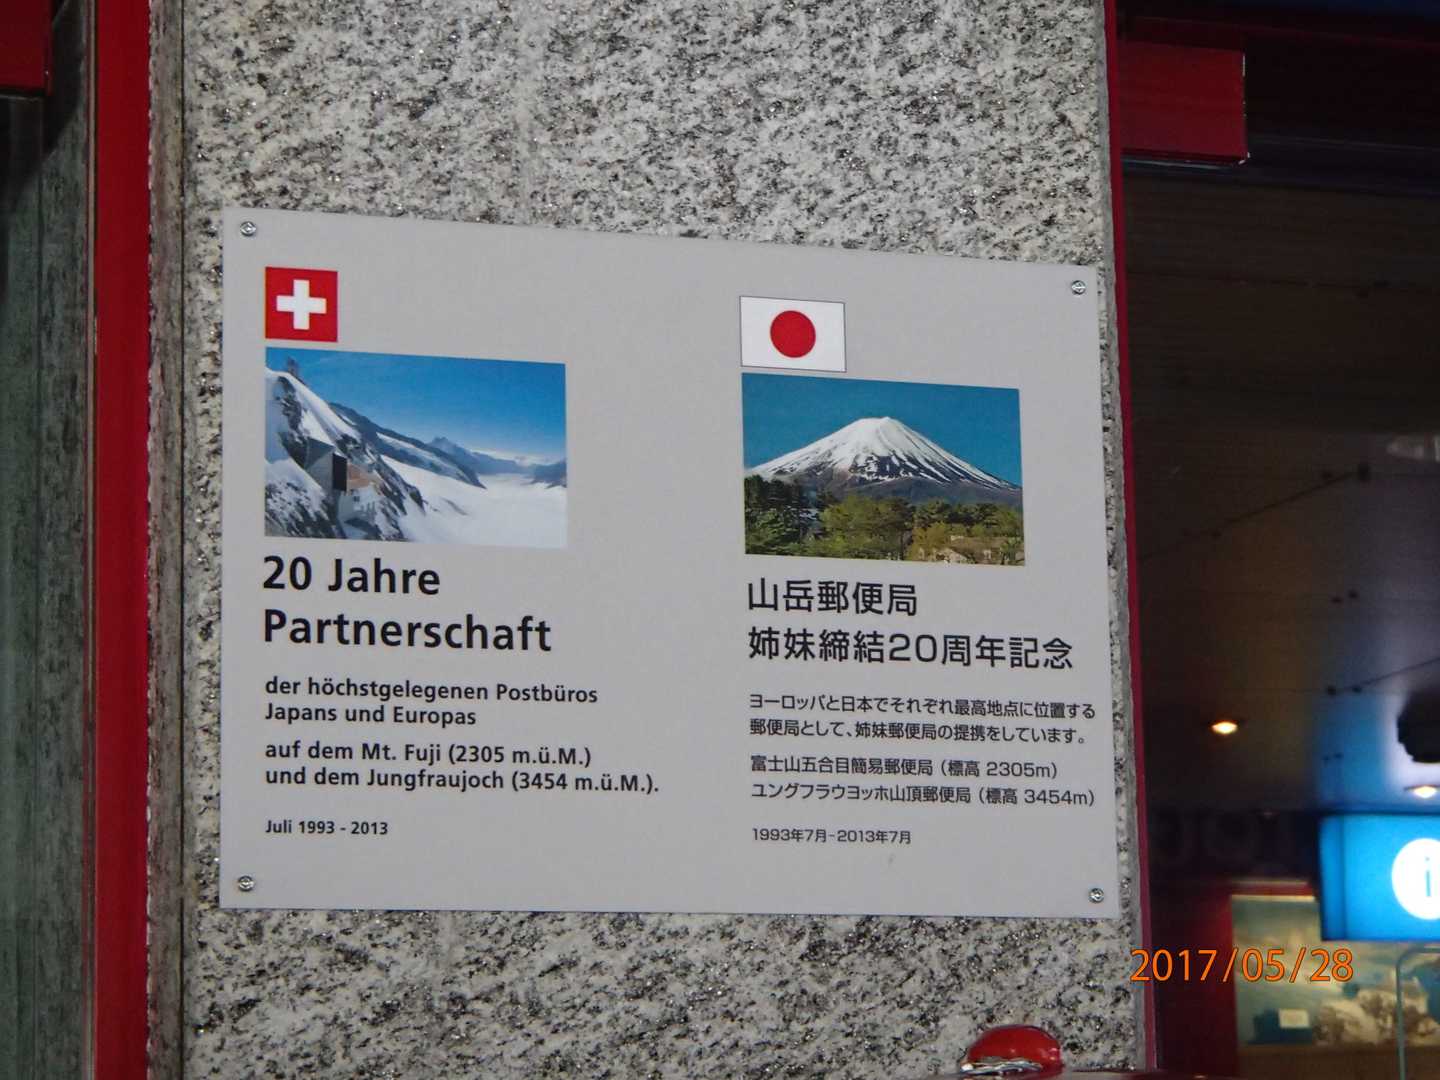 20 Jahre
Partnerschaft
der höchstgelegenen Postbüros
Japans und Europas
auf dem Mt. Fuji (2305 m.ü.M.)
und dem Jungfraujoch (3454 m.ü.M.).
Juli 1993 - 2013
山岳郵便局
姉妹締結20周年記念
ヨーロッパと日本でそれぞれ最高地点に位置する
郵便局として、姉妹郵便局の提携をしています。
富士山五合目簡易郵便局（標高 2305m）
ユングフラウヨッホ山頂郵便局（標高 3454m）
1993年7月-2013年7月
i
2017/05/28